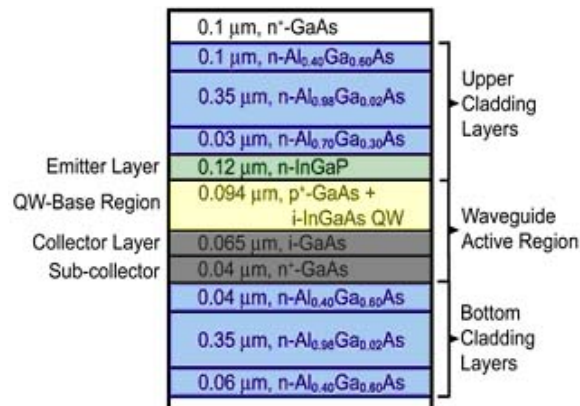 0.1 μm, n⁺-GaAs
0.1 μm, n-Al₀.₄₀Ga₀.₆₀As
0.35 μm, n-Al₀.₉₈Ga₀.₀₂As
0.03 μm, n-Al₀.₇₀Ga₀.₃₀As
Upper
Cladding
Layers
Emitter Layer
0.12 μm, n-InGaP
QW-Base Region
0.094 μm, p⁺-GaAs +
i-InGaAs QW
Collector Layer
0.065 μm, i-GaAs
Sub-collector
0.04 μm, n⁺-GaAs
Waveguide
Active Region
0.04 μm, n-Al₀.₄₀Ga₀.₆₀As
0.35 μm, n-Al₀.₉₈Ga₀.₀₂As
0.06 μm, n-Al₀.₄₀Ga₀.₆₀As
Bottom
Cladding
Layers